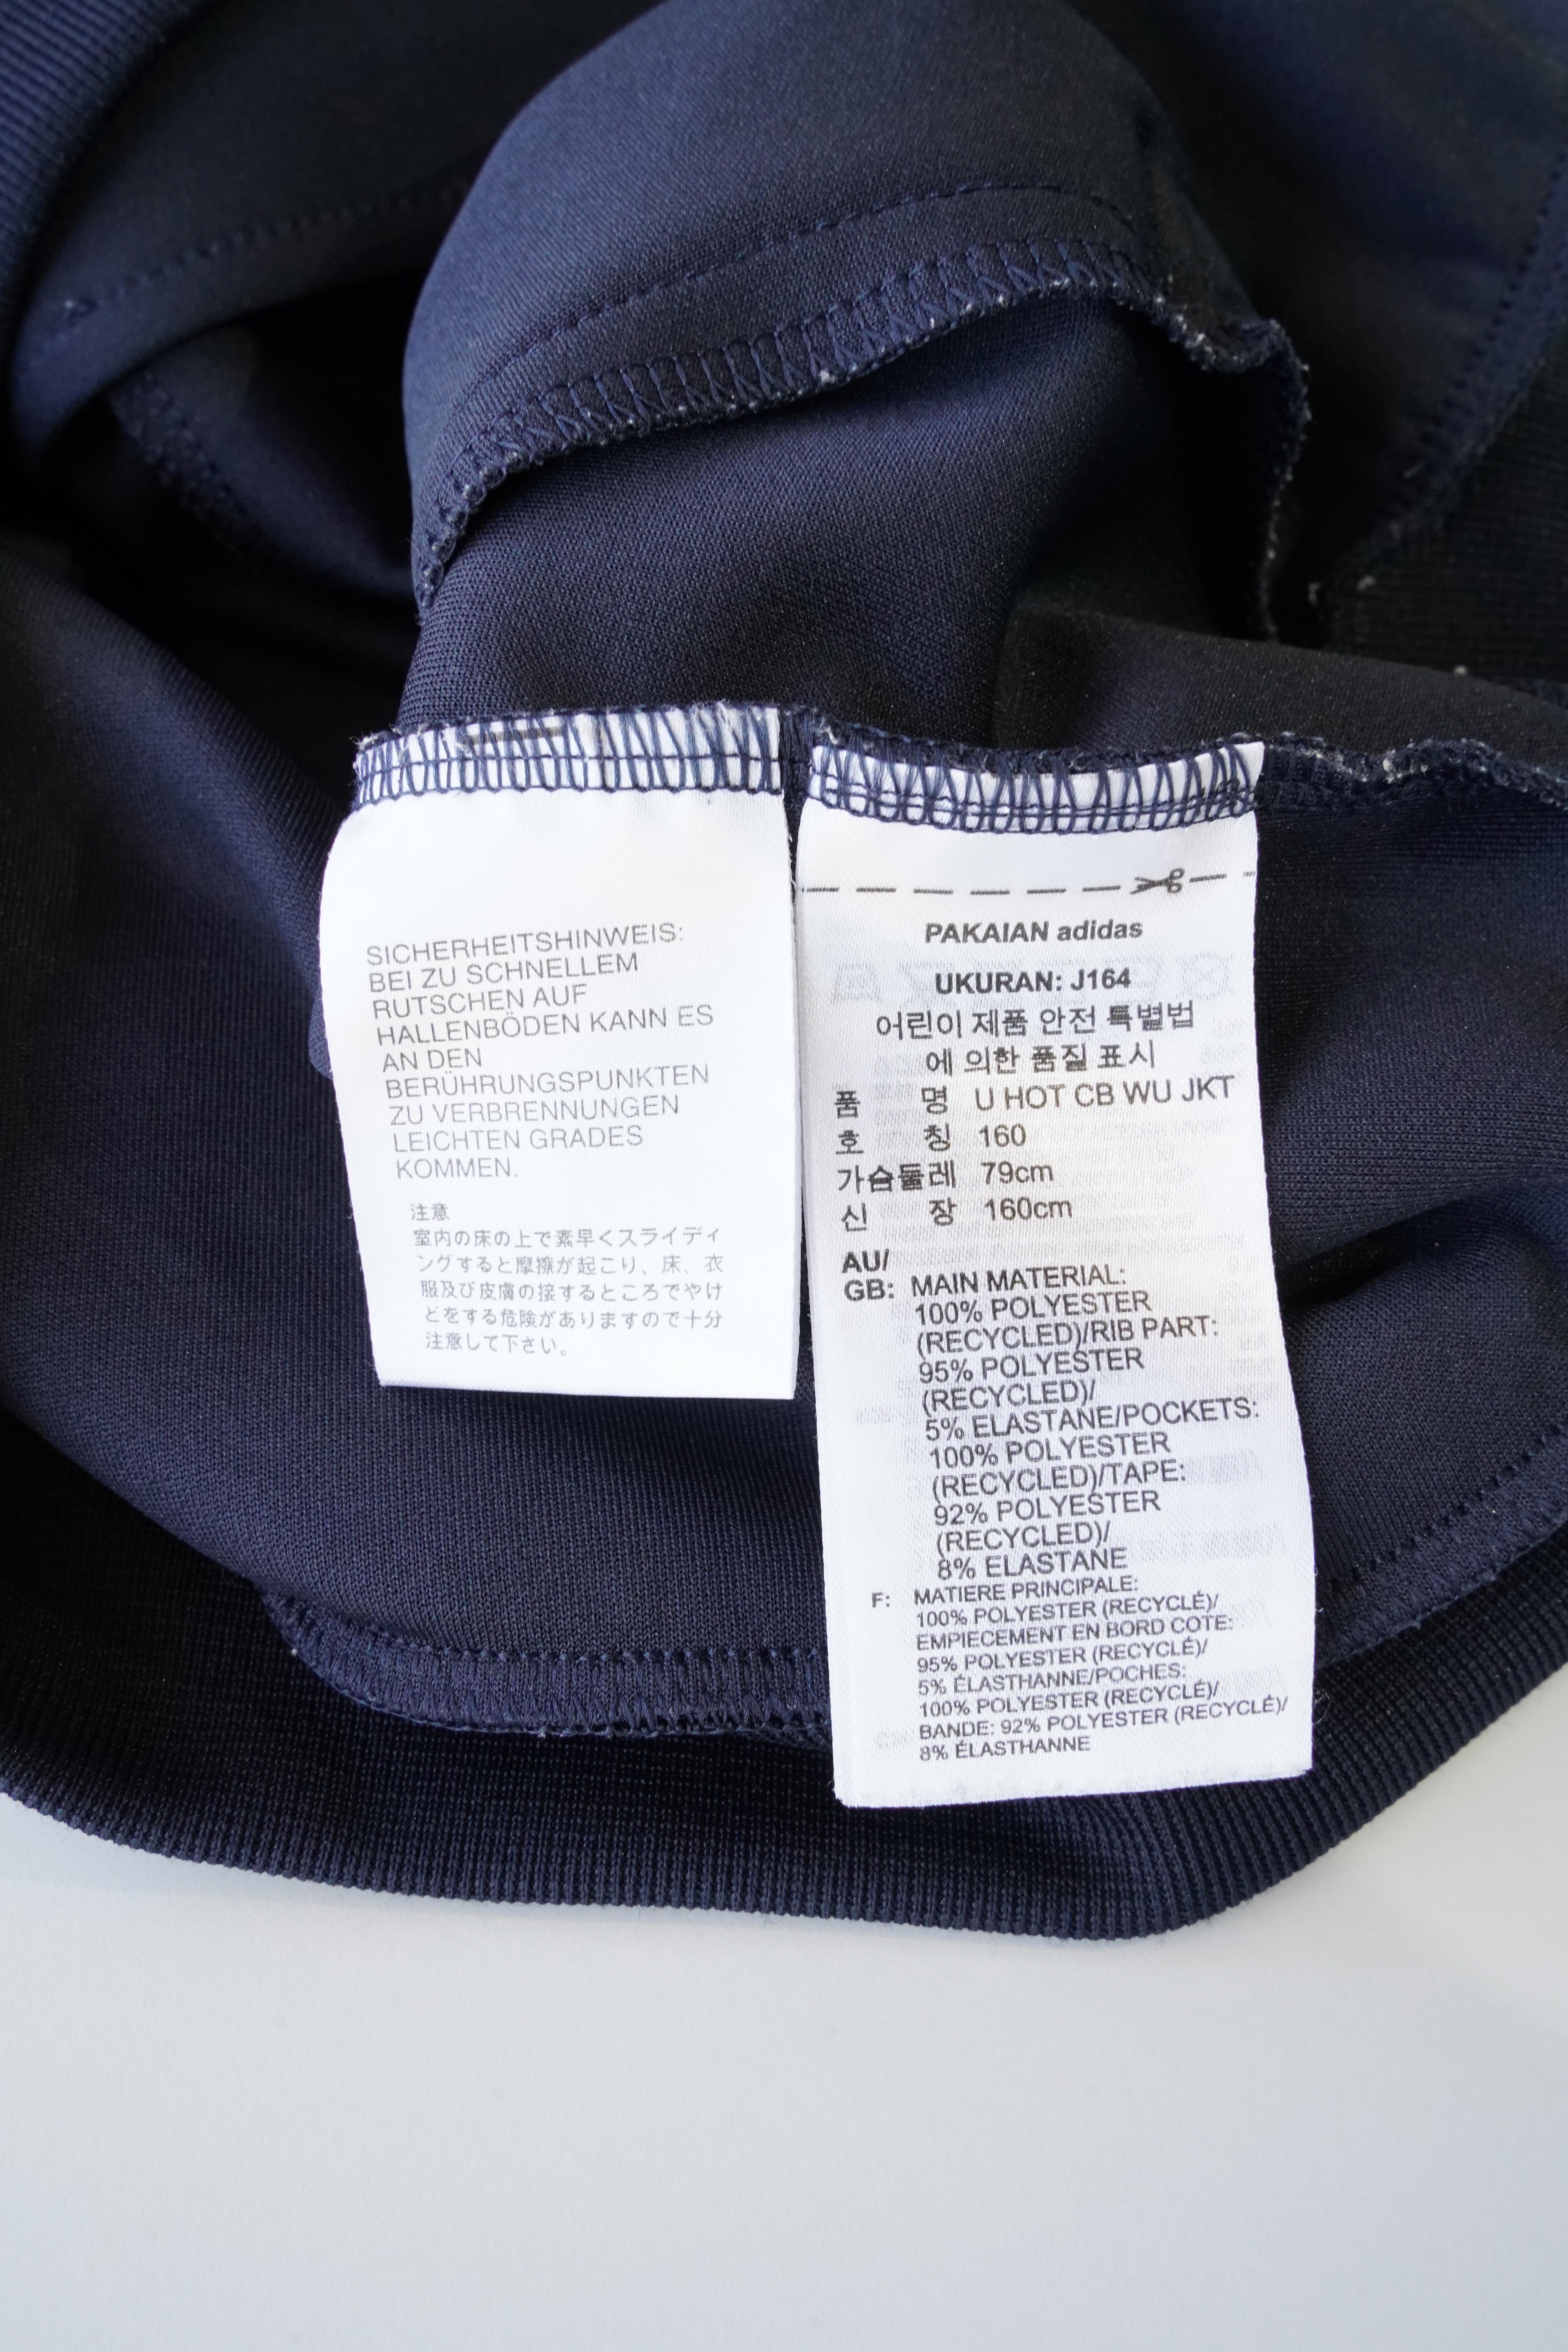 SICHERHEITSHINWEIS:
BEI ZU SCHNELLEM
RUTSCHEN AUF
HALLENBÖDEN KANN ES
AN DEN
BERÜHRUNGSPUNKTEN
ZU VERBRENNUNGEN
LEICHTEN GRADES
KOMMEN.
注意
室内の床の上で素早くスライディ
ングすると摩擦が起こり、床、衣
服及び皮膚の接するところでやけ
どをする危険がありますので十分
注意して下さい。
PAKAIAN adidas
UKURAN: J164
어린이 제품 안전 특별법
에 의한 품질 표시
품 명 U HOT CB WU JKT
호 칭 160
가슴둘레 79cm
신 장 160cm
AU/
GB: MAIN MATERIAL:
100% POLYESTER
(RECYCLED)/RIB PART:
95% POLYESTER
(RECYCLED)/
5% ELASTANE/POCKETS:
100% POLYESTER
(RECYCLED)/TAPE:
92% POLYESTER
(RECYCLED)/
8% ELASTANE
F: MATIERE PRINCIPALE:
100% POLYESTER (RECYCLÉ)/
EMPIECEMENT EN BORD COTE:
95% POLYESTER (RECYCLÉ)/
5% ÉLASTHANNE/POCHES:
100% POLYESTER (RECYCLÉ)/
BANDE: 92% POLYESTER (RECYCLÉ)/
8% ÉLASTHANNE